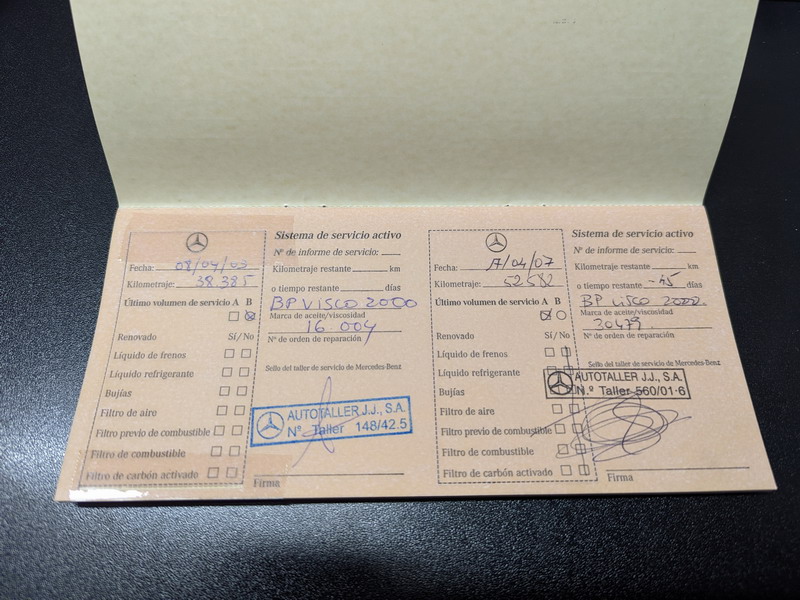 Sistema de servicio activo
Nº de informe de servicio:
Fecha: 08/04/05
Kilometraje restante km
Kilometraje: 38.385
o tiempo restante días
Último volumen de servicio A B
BP VISCO 2000
Marca de aceite/viscosidad
16 004
Renovado Sí/No
Nº de orden de reparación
Líquido de frenos
Sello del taller de servicio de Mercedes-Benz
Líquido refrigerante
Bujías
Filtro de aire
AUTOTALLER J.J., S.A.
Nº Taller 148/42.5
Filtro previo de combustible
Filtro de combustible
Filtro de carbón activado
Firma
Sistema de servicio activo
Nº de informe de servicio:
Fecha: /04/07
Kilometraje restante km
Kilometraje: 52582
o tiempo restante -45 días
Último volumen de servicio A B
BP VISCO 2000.
Marca de aceite/viscosidad
30479.
Renovado Sí/No
Nº de orden de reparación
Líquido de frenos
Sello del taller de servicio de Mercedes-Benz
Líquido refrigerante
AUTOTALLER J.J., S.A.
N.º Taller 560/01·6
Bujías
Filtro de aire
Filtro previo de combustible
Filtro de combustible
Filtro de carbón activado
Firma